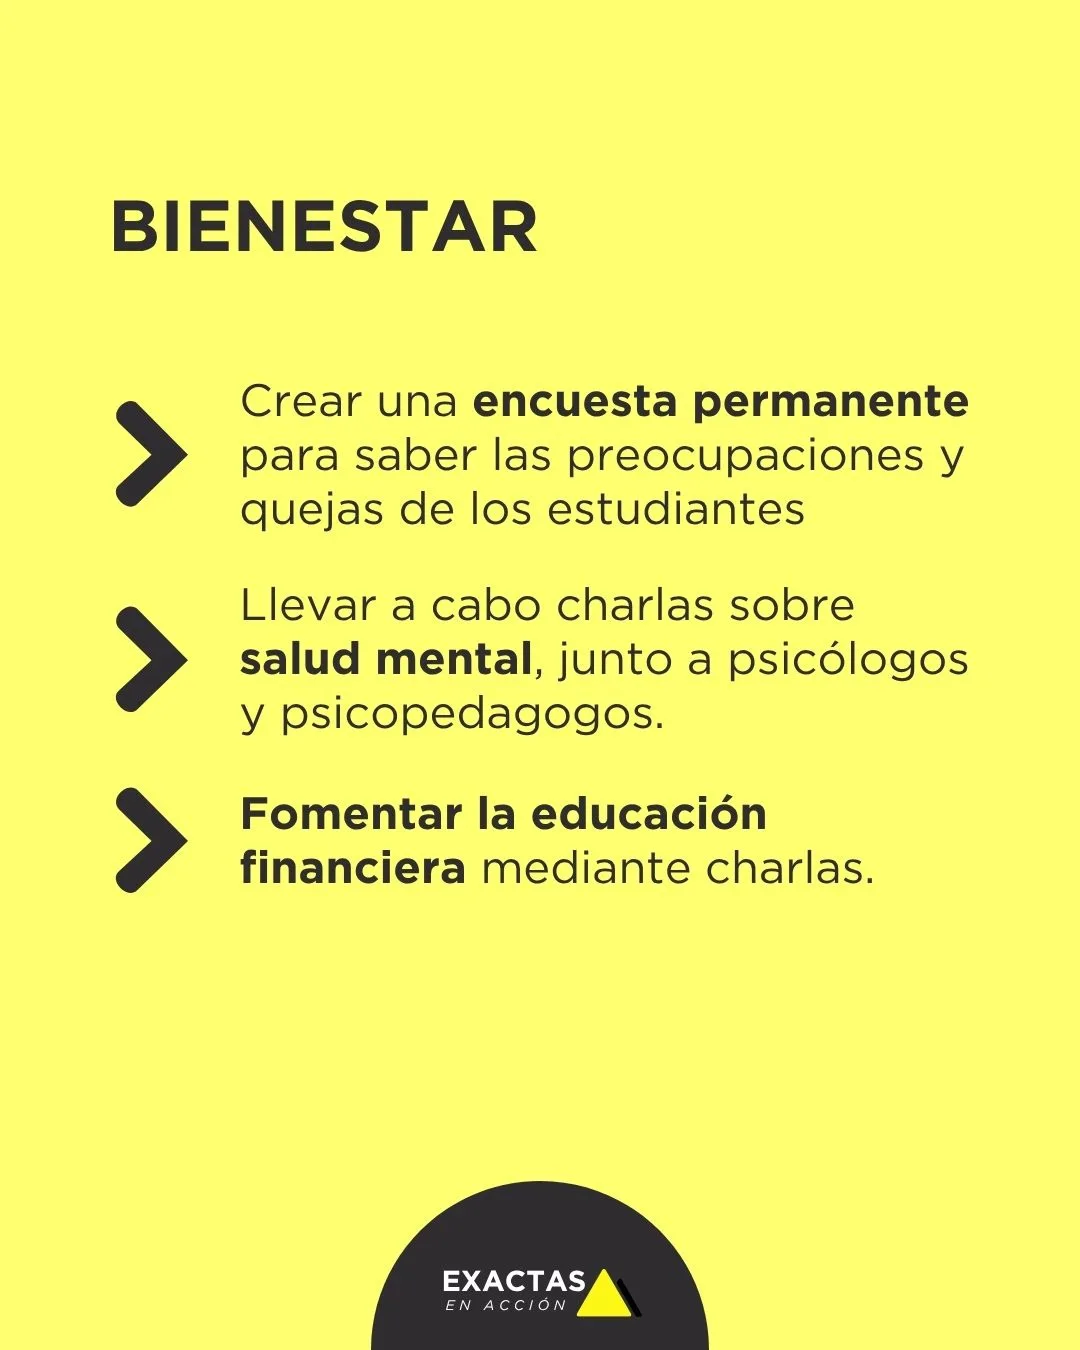 BIENESTAR
Crear una encuesta permanente
para saber las preocupaciones y
quejas de los estudiantes
Llevar a cabo charlas sobre
salud mental, junto a psicólogos
y psicopedagogos.
Fomentar la educación
financiera mediante charlas.
EXACTAS
EN ACCIÓN